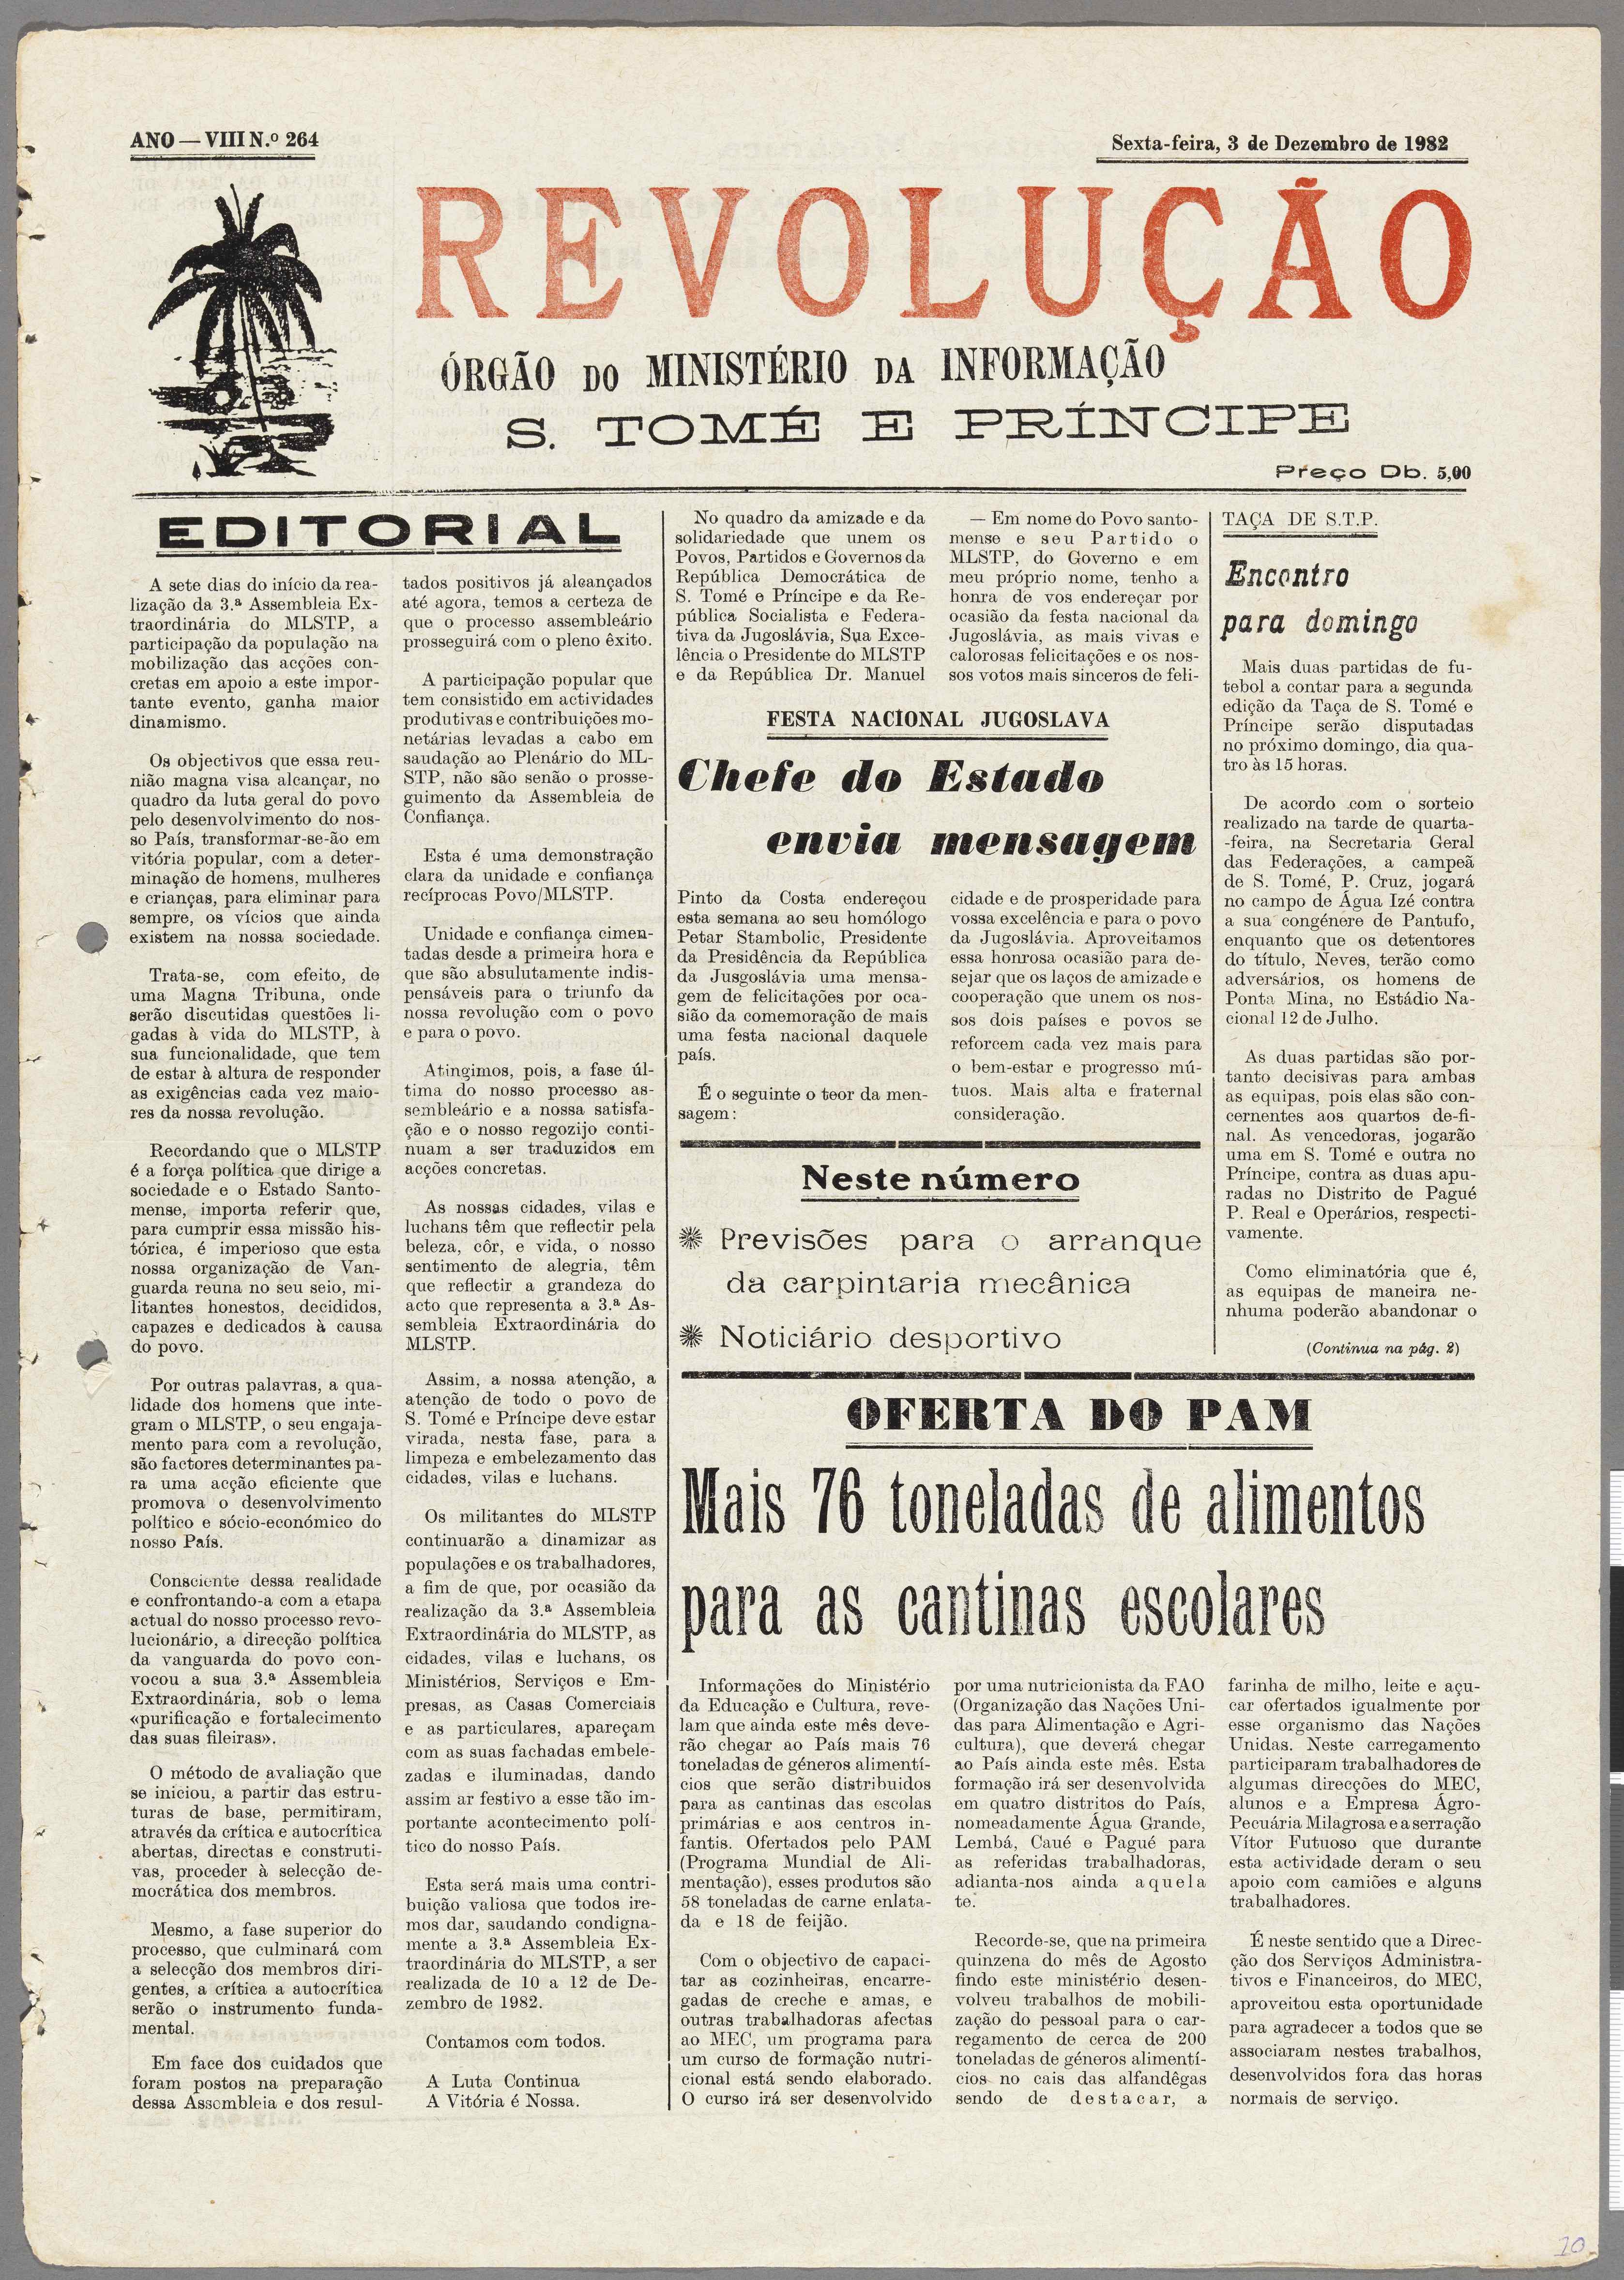 ANO — VIII N.º 264
Sexta-feira, 3 de Dezembro de 1982
REVOLUÇÃO
ÓRGÃO DO MINISTÉRIO DA INFORMAÇÃO
S. TOMÉ E PRÍNCIPE
Preço Db. 5,00
EDITORIAL
A sete dias do início da rea-
lização da 3.ª Assembleia Ex-
traordinária do MLSTP, a
participação da população na
mobilização das acções con-
cretas em apoio a este impor-
tante evento, ganha maior
dinamismo.
Os objectivos que essa reu-
nião magna visa alcançar, no
quadro da luta geral do povo
pelo desenvolvimento do nos-
so País, transformar-se-ão em
vitória popular, com a deter-
minação de homens, mulheres
e crianças, para eliminar para
sempre, os vícios que ainda
existem na nossa sociedade.
Trata-se, com efeito, de
uma Magna Tribuna, onde
serão discutidas questões li-
gadas à vida do MLSTP, à
sua funcionalidade, que tem
de estar à altura de responder
as exigências cada vez maio-
res da nossa revolução.
Recordando que o MLSTP
é a força política que dirige a
sociedade e o Estado Santo-
mense, importa referir que,
para cumprir essa missão his-
tórica, é imperioso que esta
nossa organização de Van-
guarda reuna no seu seio, mi-
litantes honestos, decididos,
capazes e dedicados à causa
do povo.
Por outras palavras, a qua-
lidade dos homens que inte-
gram o MLSTP, o seu engaja-
mento para com a revolução,
são factores determinantes pa-
ra uma acção eficiente que
promova o desenvolvimento
político e sócio-económico do
nosso País.
Consciente dessa realidade
e confrontando-a com a etapa
actual do nosso processo revo-
lucionário, a direcção política
da vanguarda do povo con-
vocou a sua 3.ª Assembleia
Extraordinária, sob o lema
«purificação e fortalecimento
das suas fileiras».
O método de avaliação que
se iniciou, a partir das estru-
turas de base, permitiram,
através da crítica e autocrítica
abertas, directas e construti-
vas, proceder à selecção de-
mocrática dos membros.
Mesmo, a fase superior do
processo, que culminará com
a selecção dos membros diri-
gentes, a crítica a autocrítica
serão o instrumento funda-
mental.
Em face dos cuidados que
foram postos na preparação
dessa Assembleia e dos resul-
tados positivos já alcançados
até agora, temos a certeza de
que o processo assembleário
prosseguirá com o pleno êxito.
A participação popular que
tem consistido em actividades
produtivas e contribuições mo-
netárias levadas a cabo em
saudação ao Plenário do ML-
STP, não são senão o prosse-
guimento da Assembleia de
Confiança.
Esta é uma demonstração
clara da unidade e confiança
recíprocas Povo/MLSTP.
Unidade e confiança cimen-
tadas desde a primeira hora e
que são absulutamente indis-
pensáveis para o triunfo da
nossa revolução com o povo
e para o povo.
Atingimos, pois, a fase úl-
tima do nosso processo as-
sembleário e a nossa satisfa-
ção e o nosso regozijo conti-
nuam a ser traduzidos em
acções concretas.
As nossas cidades, vilas e
luchans têm que reflectir pela
beleza, côr, e vida, o nosso
sentimento de alegria, têm
que reflectir a grandeza do
acto que representa a 3.ª As-
sembleia Extraordinária do
MLSTP.
Assim, a nossa atenção, a
atenção de todo o povo de
S. Tomé e Príncipe deve estar
virada, nesta fase, para a
limpeza e embelezamento das
cidades, vilas e luchans.
Os militantes do MLSTP
continuarão a dinamizar as
populações e os trabalhadores,
a fim de que, por ocasião da
realização da 3.ª Assembleia
Extraordinária do MLSTP, as
cidades, vilas e luchans, os
Ministérios, Serviços e Em-
presas, as Casas Comerciais
e as particulares, apareçam
com as suas fachadas embele-
zadas e iluminadas, dando
assim ar festivo a esse tão im-
portante acontecimento polí-
tico do nosso País.
Esta será mais uma contri-
buição valiosa que todos ire-
mos dar, saudando condigna-
mente a 3.ª Assembleia Ex-
traordinária do MLSTP, a ser
realizada de 10 a 12 de De-
zembro de 1982.
Contamos com todos.
A Luta Continua
A Vitória é Nossa.
No quadro da amizade e da
solidariedade que unem os
Povos, Partidos e Governos da
República Democrática de
S. Tomé e Príncipe e da Re-
pública Socialista e Federa-
tiva da Jugoslávia, Sua Exce-
lência o Presidente do MLSTP
e da República Dr. Manuel
— Em nome do Povo santo-
mense e seu Partido o
MLSTP, do Governo e em
meu próprio nome, tenho a
honra de vos endereçar por
ocasião da festa nacional da
Jugoslávia, as mais vivas e
calorosas felicitações e os nos-
sos votos mais sinceros de feli-
FESTA NACIONAL JUGOSLAVA
Chefe do Estado
envia mensagem
Pinto da Costa endereçou
esta semana ao seu homólogo
Petar Stambolic, Presidente
da Presidência da República
da Jusgoslávia uma mensa-
gem de felicitações por oca-
sião da comemoração de mais
uma festa nacional daquele
país.
É o seguinte o teor da men-
sagem:
cidade e de prosperidade para
vossa excelência e para o povo
da Jugoslávia. Aproveitamos
essa honrosa ocasião para de-
sejar que os laços de amizade e
cooperação que unem os nos-
sos dois países e povos se
reforcem cada vez mais para
o bem-estar e progresso mú-
tuos. Mais alta e fraternal
consideração.
Neste número
Previsões para o arranque
da carpintaria mecânica
Noticiário desportivo
TAÇA DE S.T.P.
Encontro
para domingo
Mais duas partidas de fu-
tebol a contar para a segunda
edição da Taça de S. Tomé e
Príncipe serão disputadas
no próximo domingo, dia qua-
tro às 15 horas.
De acordo com o sorteio
realizado na tarde de quarta-
-feira, na Secretaria Geral
das Federações, a campeã
de S. Tomé, P. Cruz, jogará
no campo de Água Izé contra
a sua congénere de Pantufo,
enquanto que os detentores
do título, Neves, terão como
adversários, os homens de
Ponta Mina, no Estádio Na-
cional 12 de Julho.
As duas partidas são por-
tanto decisivas para ambas
as equipas, pois elas são con-
cernentes aos quartos de-fi-
nal. As vencedoras, jogarão
uma em S. Tomé e outra no
Príncipe, contra as duas apu-
radas no Distrito de Pagué
P. Real e Operários, respecti-
vamente.
Como eliminatória que é,
as equipas de maneira ne-
nhuma poderão abandonar o
(Continua na pág. 2)
OFERTA DO PAM
Mais 76 toneladas de alimentos
para as cantinas escolares
Informações do Ministério
da Educação e Cultura, reve-
lam que ainda este mês deve-
rão chegar ao País mais 76
toneladas de géneros alimentí-
cios que serão distribuidos
para as cantinas das escolas
primárias e aos centros in-
fantis. Ofertados pelo PAM
(Programa Mundial de Ali-
mentação), esses produtos são
58 toneladas de carne enlata-
da e 18 de feijão.
Com o objectivo de capaci-
tar as cozinheiras, encarre-
gadas de creche e amas, e
outras trabalhadoras afectas
ao MEC, um programa para
um curso de formação nutri-
cional está sendo elaborado.
O curso irá ser desenvolvido
por uma nutricionista da FAO
(Organização das Nações Uni-
das para Alimentação e Agri-
cultura), que deverá chegar
ao País ainda este mês. Esta
formação irá ser desenvolvida
em quatro distritos do País,
nomeadamente Água Grande,
Lembá, Caué e Pagué para
as referidas trabalhadoras,
adianta-nos ainda aquela
te.
Recorde-se, que na primeira
quinzena do mês de Agosto
findo este ministério desen-
volveu trabalhos de mobili-
zação do pessoal para o car-
regamento de cerca de 200
toneladas de géneros alimentí-
cios no cais das alfandêgas
sendo de destacar, a
farinha de milho, leite e açu-
car ofertados igualmente por
esse organismo das Nações
Unidas. Neste carregamento
participaram trabalhadores de
algumas direcções do MEC,
alunos e a Empresa Ágro-
Pecuária Milagrosa e a serração
Vítor Futuoso que durante
esta actividade deram o seu
apoio com camiões e alguns
trabalhadores.
É neste sentido que a Direc-
ção dos Serviços Administra-
tivos e Financeiros, do MEC,
aproveitou esta oportunidade
para agradecer a todos que se
associaram nestes trabalhos,
desenvolvidos fora das horas
normais de serviço.
10